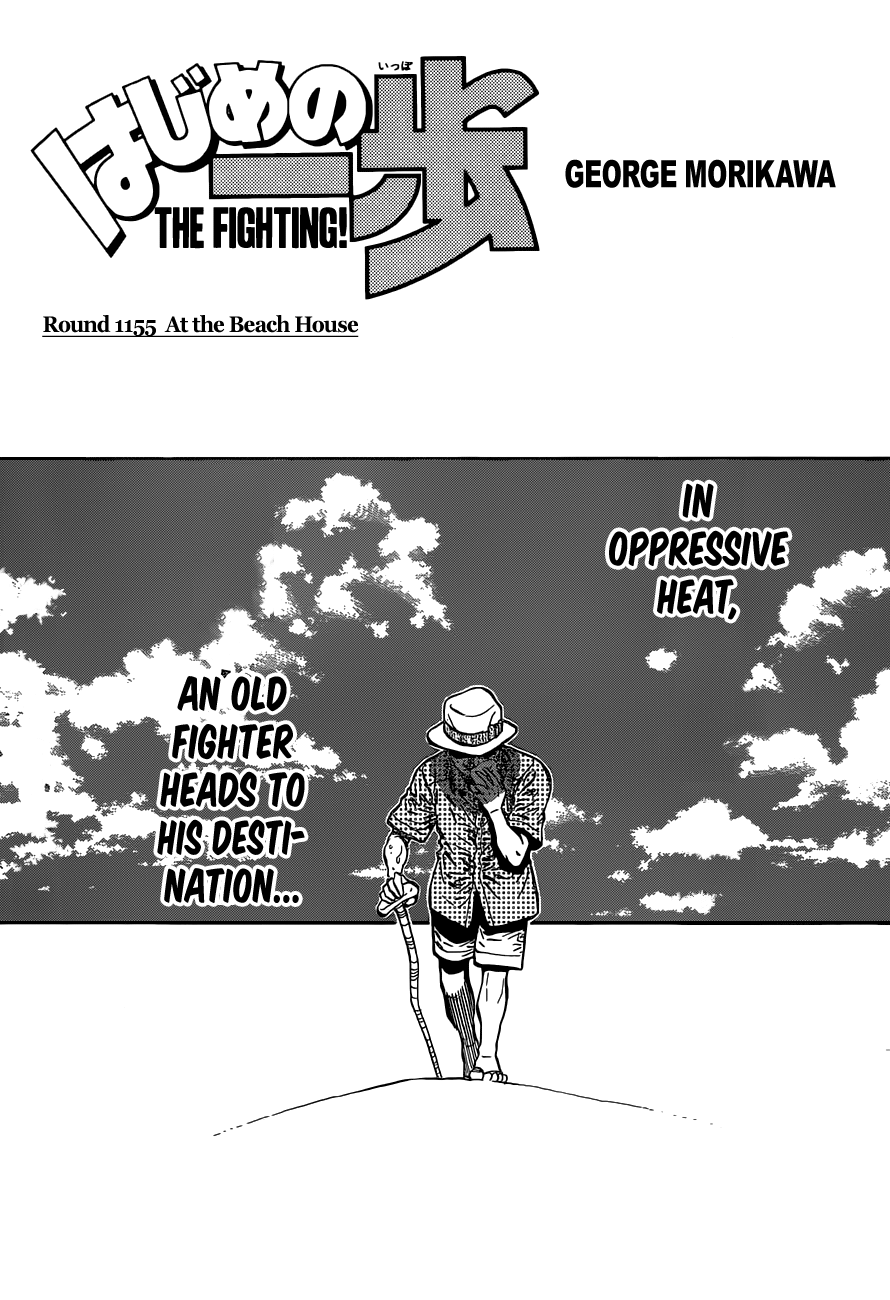 いっぽ
はじめの一歩
THE FIGHTING!
GEORGE MORIKAWA
Round 1155 At the Beach House
IN
OPPRESSIVE
HEAT,
AN OLD
FIGHTER
HEADS TO
HIS DESTI-
NATION...